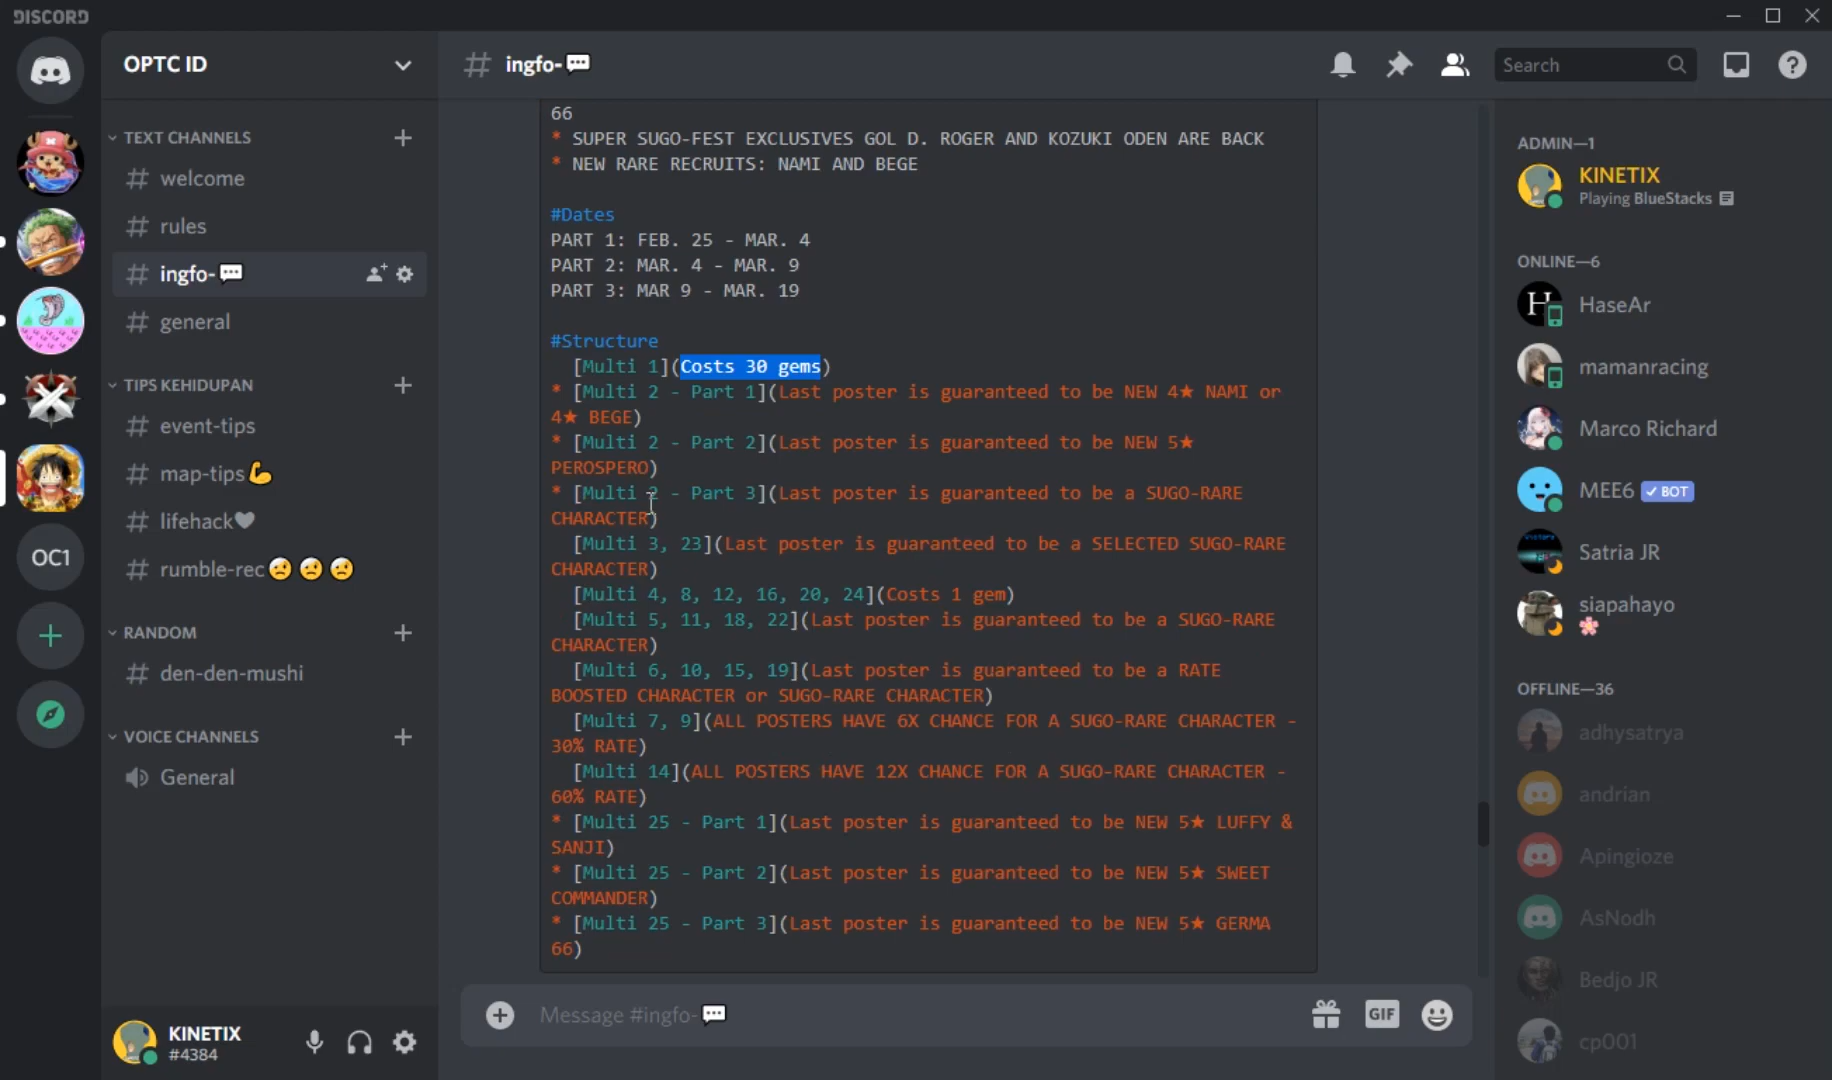 DISCORD
OPTC ID
TEXT CHANNELS
welcome
rules
ingfo-
general
TIPS KEHIDUPAN
event-tips
map-tips
lifehack
rumble-rec
RANDOM
den-den-mushi
VOICE CHANNELS
General
OC1
KINETIX
#4384
# ingfo-
Search
66
* SUPER SUGO-FEST EXCLUSIVES GOL D. ROGER AND KOZUKI ODEN ARE BACK
* NEW RARE RECRUITS: NAMI AND BEGE
#Dates
PART 1: FEB. 25 - MAR. 4
PART 2: MAR. 4 - MAR. 9
PART 3: MAR 9 - MAR. 19
#Structure
[Multi 1](Costs 30 gems)
* [Multi 2 - Part 1](Last poster is guaranteed to be NEW 4★ NAMI or
4★ BEGE)
* [Multi 2 - Part 2](Last poster is guaranteed to be NEW 5★
PEROSPERO)
* [Multi 2 - Part 3](Last poster is guaranteed to be a SUGO-RARE
CHARACTER)
[Multi 3, 23](Last poster is guaranteed to be a SELECTED SUGO-RARE
CHARACTER)
[Multi 4, 8, 12, 16, 20, 24](Costs 1 gem)
[Multi 5, 11, 18, 22](Last poster is guaranteed to be a SUGO-RARE
CHARACTER)
[Multi 6, 10, 15, 19](Last poster is guaranteed to be a RATE
BOOSTED CHARACTER or SUGO-RARE CHARACTER)
[Multi 7, 9](ALL POSTERS HAVE 6X CHANCE FOR A SUGO-RARE CHARACTER -
30% RATE)
[Multi 14](ALL POSTERS HAVE 12X CHANCE FOR A SUGO-RARE CHARACTER -
60% RATE)
* [Multi 25 - Part 1](Last poster is guaranteed to be NEW 5★ LUFFY &
SANJI)
* [Multi 25 - Part 2](Last poster is guaranteed to be NEW 5★ SWEET
COMMANDER)
* [Multi 25 - Part 3](Last poster is guaranteed to be NEW 5★ GERMA
66)
Message #ingfo-
GIF
ADMIN—1
KINETIX
Playing BlueStacks
ONLINE—6
HaseAr
mamanracing
Marco Richard
MEE6 ✓ BOT
Satria JR
siapahayo
OFFLINE—36
adhysatrya
andrian
Apingioze
AsNodh
Bedjo JR
cp001